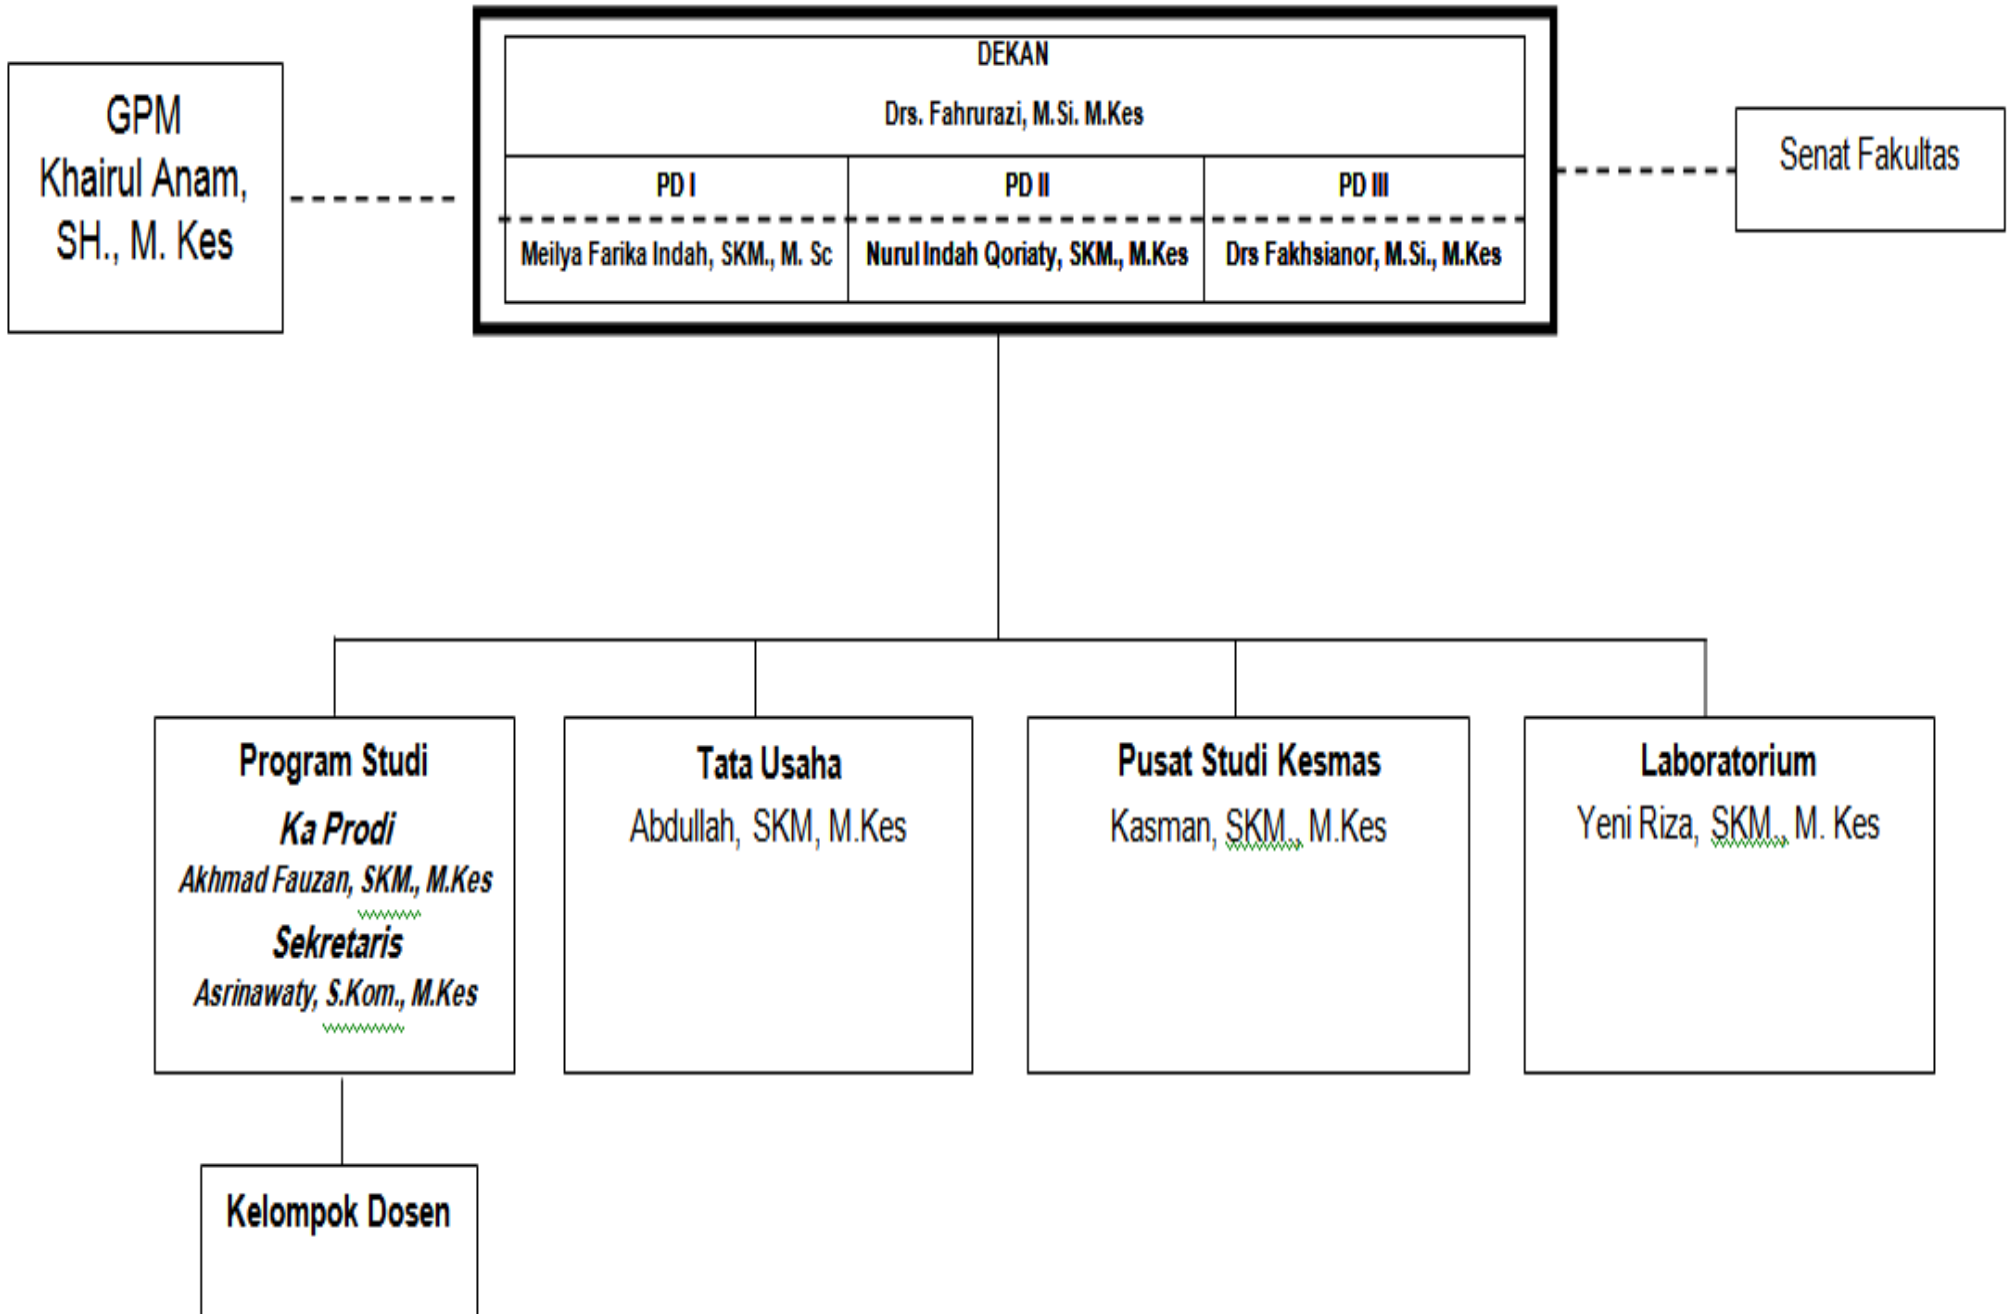 GPM
Khairul Anam,
SH., M. Kes
DEKAN
Drs. Fahrurazi, M.Si. M.Kes
PD I
PD II
PD III
Meilya Farika Indah, SKM., M. Sc
Nurul Indah Qoriaty, SKM., M.Kes
Drs Fakhsianor, M.Si., M.Kes
Senat Fakultas
Program Studi
Ka Prodi
Akhmad Fauzan, SKM., M.Kes
Sekretaris
Asrinawaty, S.Kom., M.Kes
Tata Usaha
Abdullah, SKM, M.Kes
Pusat Studi Kesmas
Kasman, SKM., M.Kes
Laboratorium
Yeni Riza, SKM., M. Kes
Kelompok Dosen